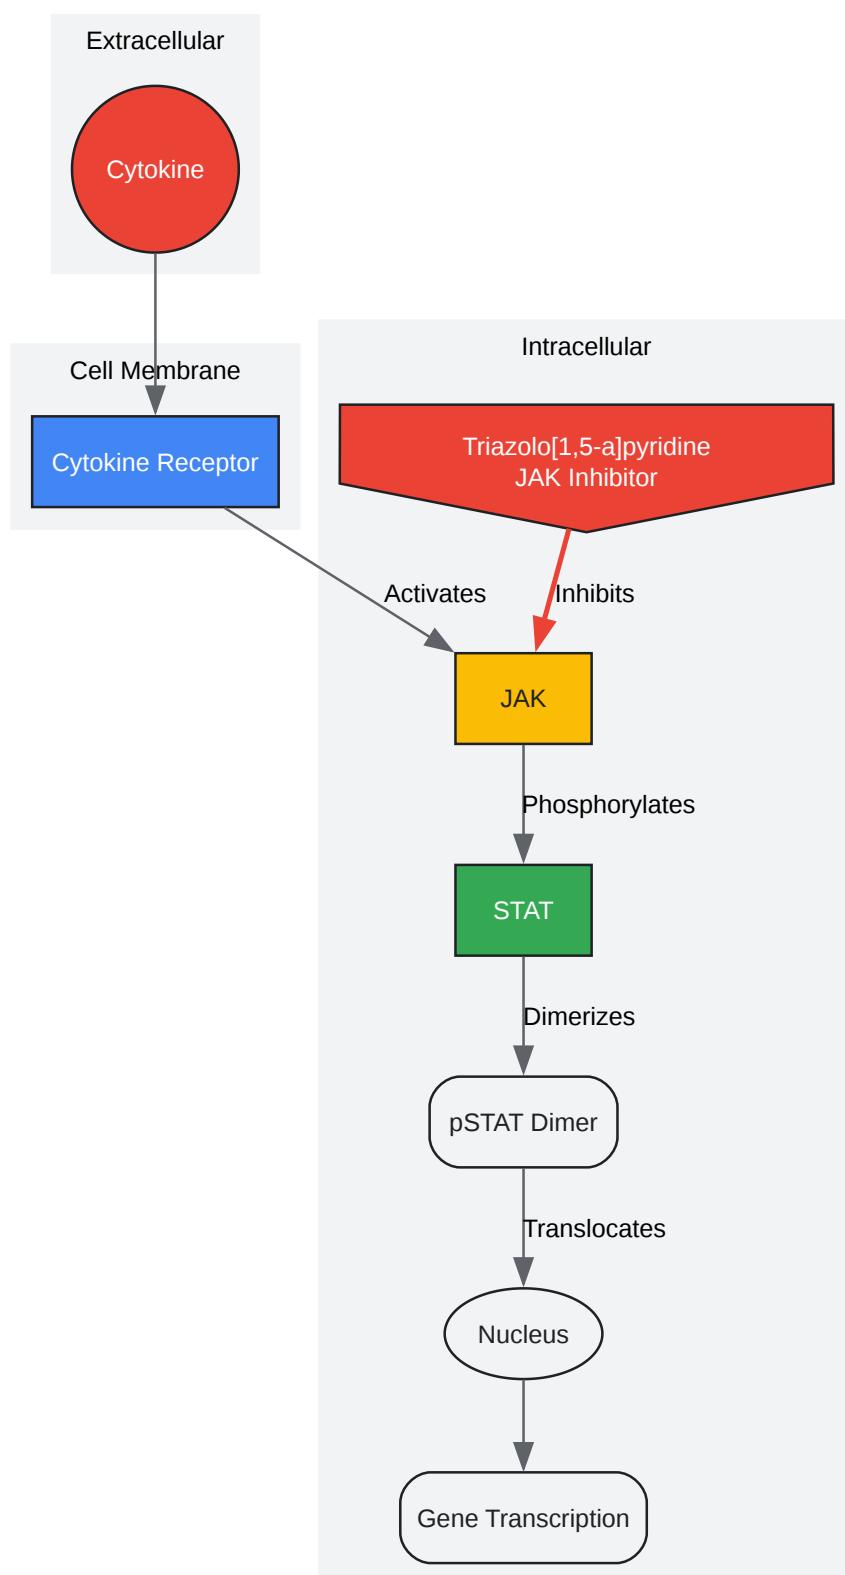 Extracellular
Cytokine
Cell Membrane
Cytokine Receptor
Intracellular
Triazolo[1,5-a]pyridine
JAK Inhibitor
Activates
Inhibits
JAK
Phosphorylates
STAT
Dimerizes
pSTAT Dimer
Translocates
Nucleus
Gene Transcription